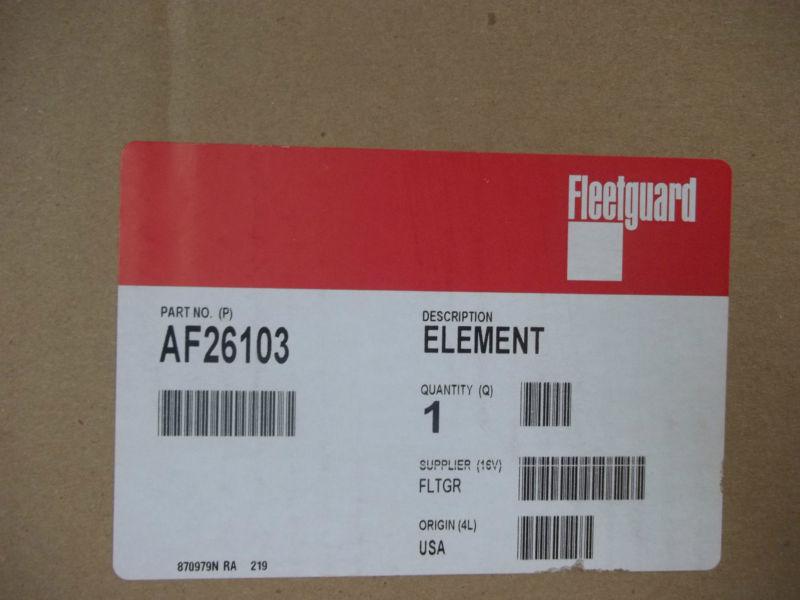 Fleetguard
PART NO. (P)
AF26103
DESCRIPTION
ELEMENT
QUANTITY (Q)
1
SUPPLIER (16V)
FLTGR
ORIGIN (4L)
USA
870979N RA 219